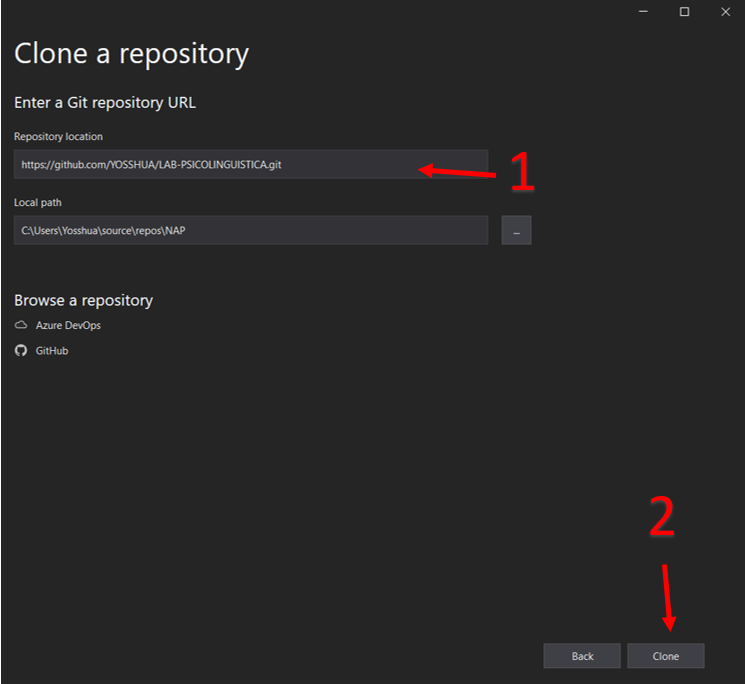 Clone a repository
Enter a Git repository URL
Repository location
https://github.com/YOSSHUA/LAB-PSICOLINGUISTICA.git
1
Local path
C:\Users\Yosshua\source\repos\NAP
...
Browse a repository
Azure DevOps
GitHub
2
Back
Clone